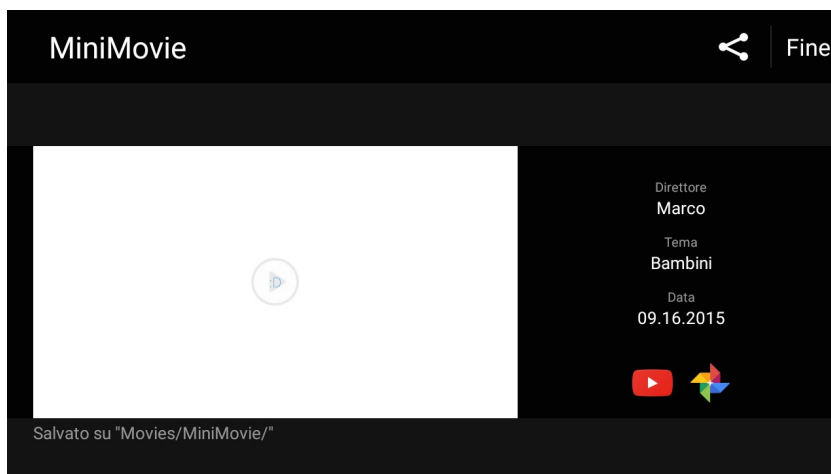 MiniMovie
Fine
:D
Direttore
Marco
Tema
Bambini
Data
09.16.2015
Salvato su "Movies/MiniMovie/"